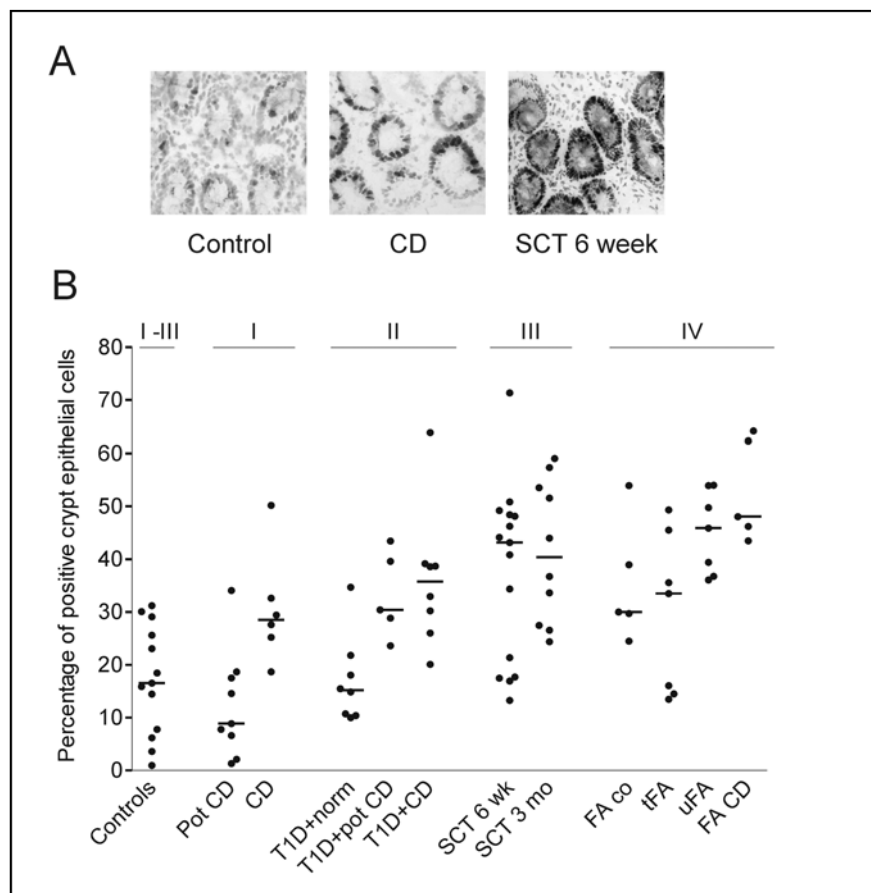 A
Control CD SCT 6 week
B
I -III I II III IV
Percentage of positive crypt epithelial cells
80
70
60
50
40
30
20
10
0
Controls Pot CD CD T1D+norm T1D+pot CD T1D+CD SCT 6 wk SCT 3 mo FA co tFA uFA FA CD